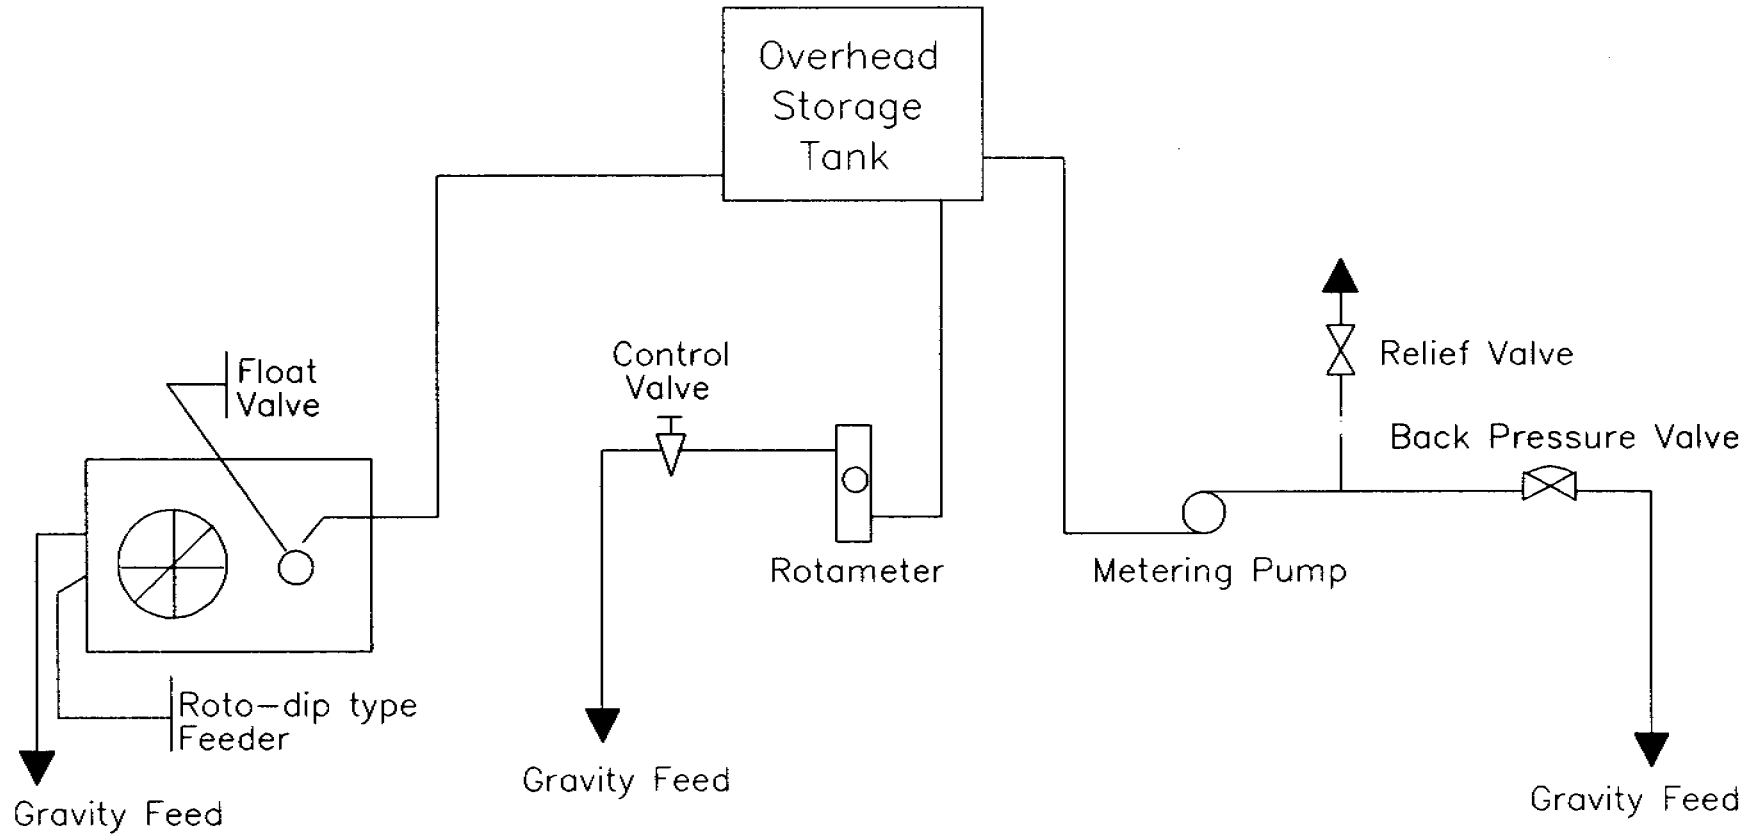 Overhead
Storage
Tank
Float
Valve
Control
Valve
Relief Valve
Back Pressure Valve
Rotameter
Metering Pump
Roto-dip type
Feeder
Gravity Feed
Gravity Feed
Gravity Feed